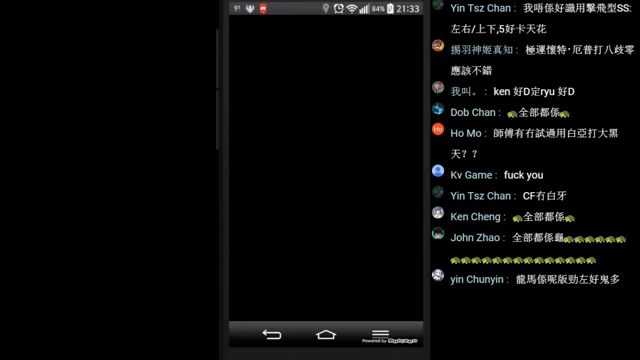 84% 21:33
Yin Tsz Chan : 我唔係好識用擊飛型SS:
左右/上下,5好卡天花
揚羽神姬真知 : 極運懷特･厄普打八歧零
應該不錯
我叫。 : ken 好D定ryu 好D
Dob Chan : 🐢全部都係🐢
Ho
Ho Mo : 師傅有冇試過用白亞打大黑
天？？
Kv Game : fuck you
Yin Tsz Chan : CF冇白牙
Ken Cheng : 🐢全部都係🐢
John Zhao : 全部都係龜🐢🐢🐢🐢🐢🐢
🐢🐢🐢🐢🐢🐢🐢🐢🐢🐢🐢🐢🐢🐢
yin Chunyin : 龍馬係呢版勁左好鬼多
Powered by